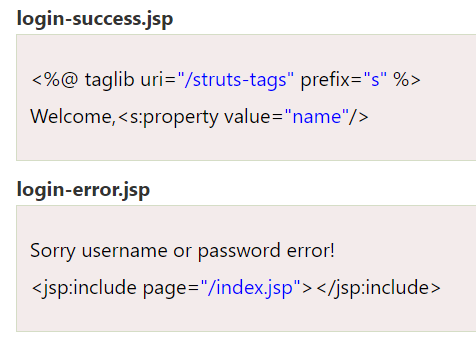 login-success.jsp
<%@ taglib uri="/struts-tags" prefix="s" %>
Welcome,<s:property value="name"/>
login-error.jsp
Sorry username or password error!
<jsp:include page="/index.jsp"></jsp:include>